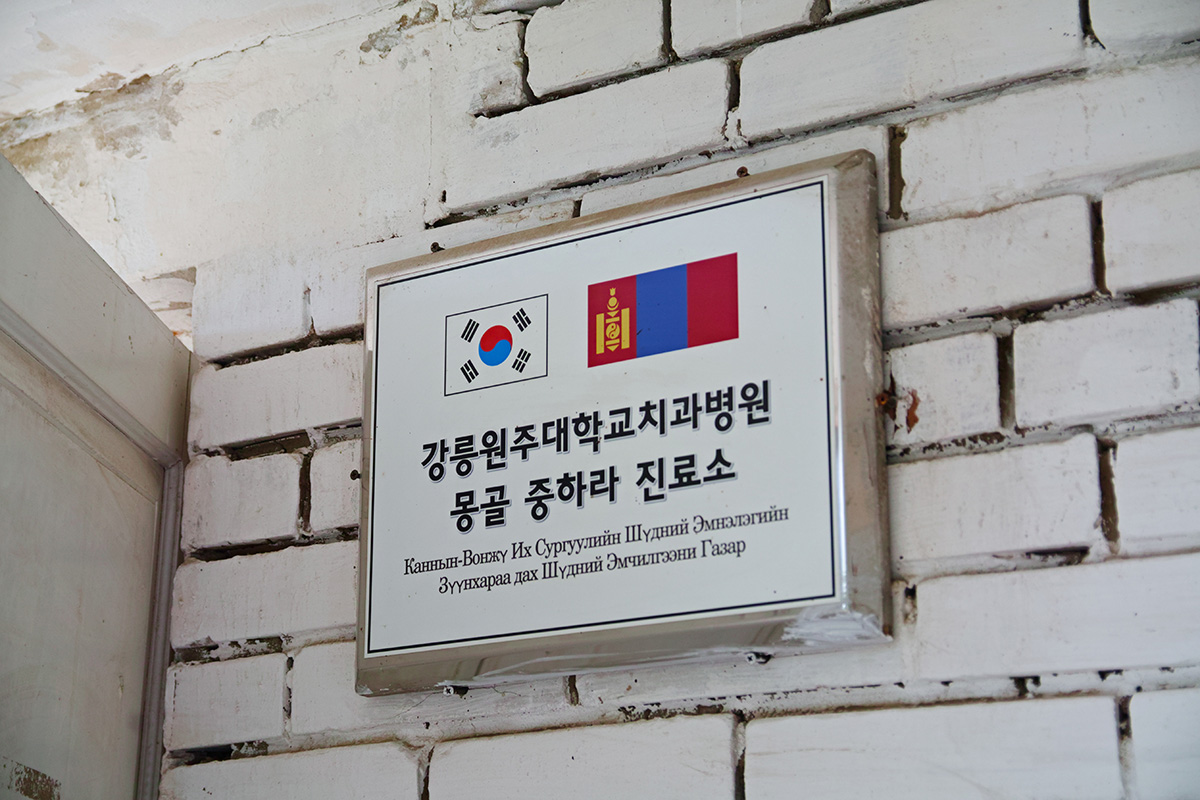 강릉원주대학교치과병원
몽골 중하라 진료소
Каннын-Вонжү Их Сургуулийн Шүдний Эмнэлэгийн
Зүүнхараа дах Шүдний Эмчилгээни Газар